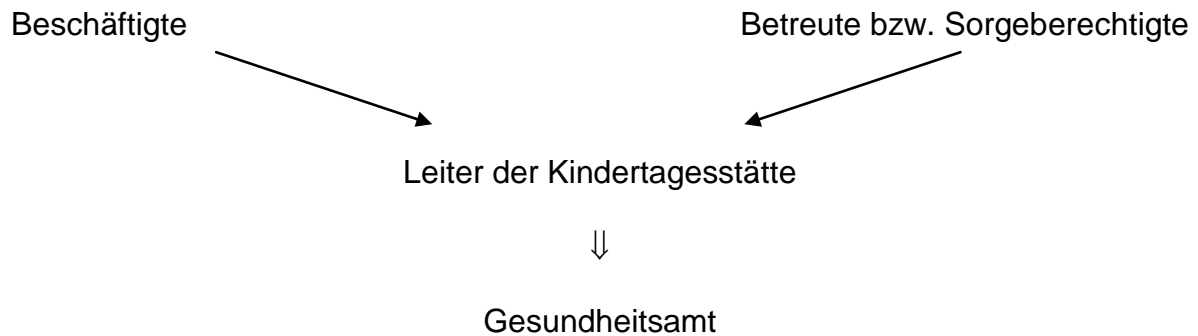 Beschäftigte
Betreute bzw. Sorgeberechtigte
Leiter der Kindertagesstätte
⇓
Gesundheitsamt